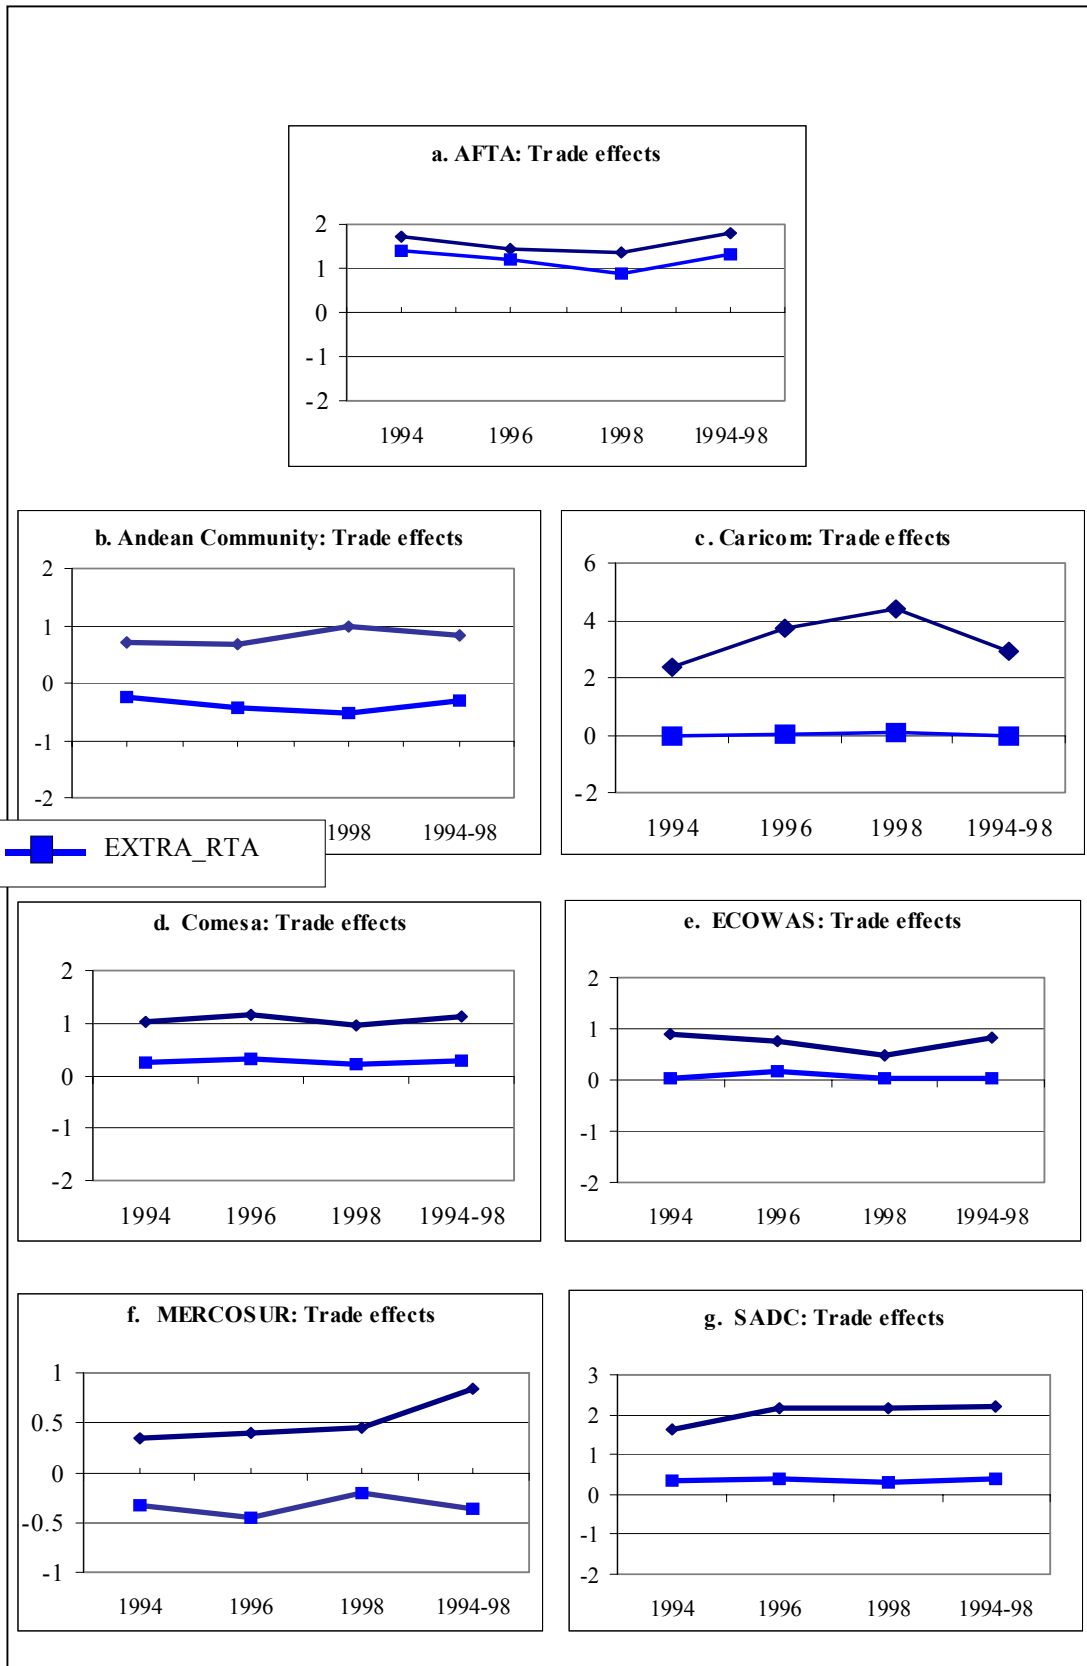 a. AFTA: Trade effects
2
1
0
-1
-2
1994 1996 1998 1994-98
b. Andean Community: Trade effects
2
1
0
-1
-2
1998 1994-98
c. Caricom: Trade effects
6
4
2
0
-2
1994 1996 1998 1994-98
EXTRA_RTA
d. Comesa: Trade effects
2
1
0
-1
-2
1994 1996 1998 1994-98
e. ECOWAS: Trade effects
2
1
0
-1
-2
1994 1996 1998 1994-98
f. MERCOSUR: Trade effects
1
0.5
0
-0.5
-1
1994 1996 1998 1994-98
g. SADC: Trade effects
3
2
1
0
-1
-2
1994 1996 1998 1994-98